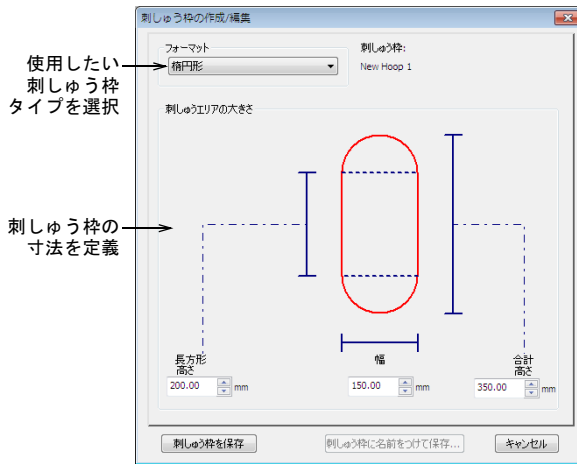 刺しゅう枠の作成/編集
フォーマット
楕円形
刺しゅう枠:
New Hoop 1
使用したい
刺しゅう枠
タイプを選択
刺しゅうエリアの大きさ
刺しゅう枠の
寸法を定義
長方形
高さ
200.00 mm
幅
150.00 mm
合計
高さ
350.00 mm
刺しゅう枠を保存
刺しゅう枠に名前をつけて保存...
キャンセル